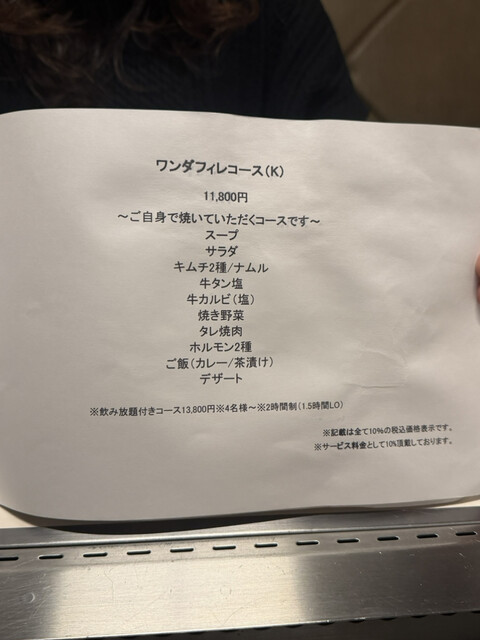 ワンダフィレコース(K)
11,800円
～ご自身で焼いていただくコースです～
スープ
サラダ
キムチ2種/ナムル
牛タン塩
牛カルビ(塩)
焼き野菜
タレ焼肉
ホルモン2種
ご飯(カレー/茶漬け)
デザート
※飲み放題付きコース13,800円※4名様～※2時間制(1.5時間LO)
※記載は全て10%の税込価格表示です。
※サービス料金として10%頂戴しております。